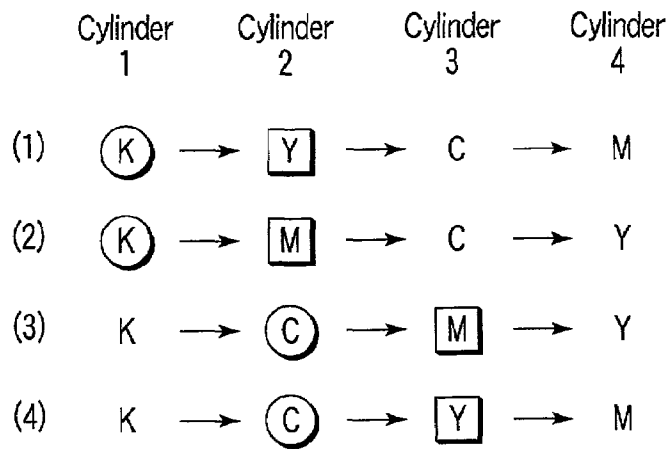 Cylinder Cylinder Cylinder Cylinder
1 2 3 4
(1) K → Y → C → M
(2) K → M → C → Y
(3) K → C → M → Y
(4) K → C → Y → M